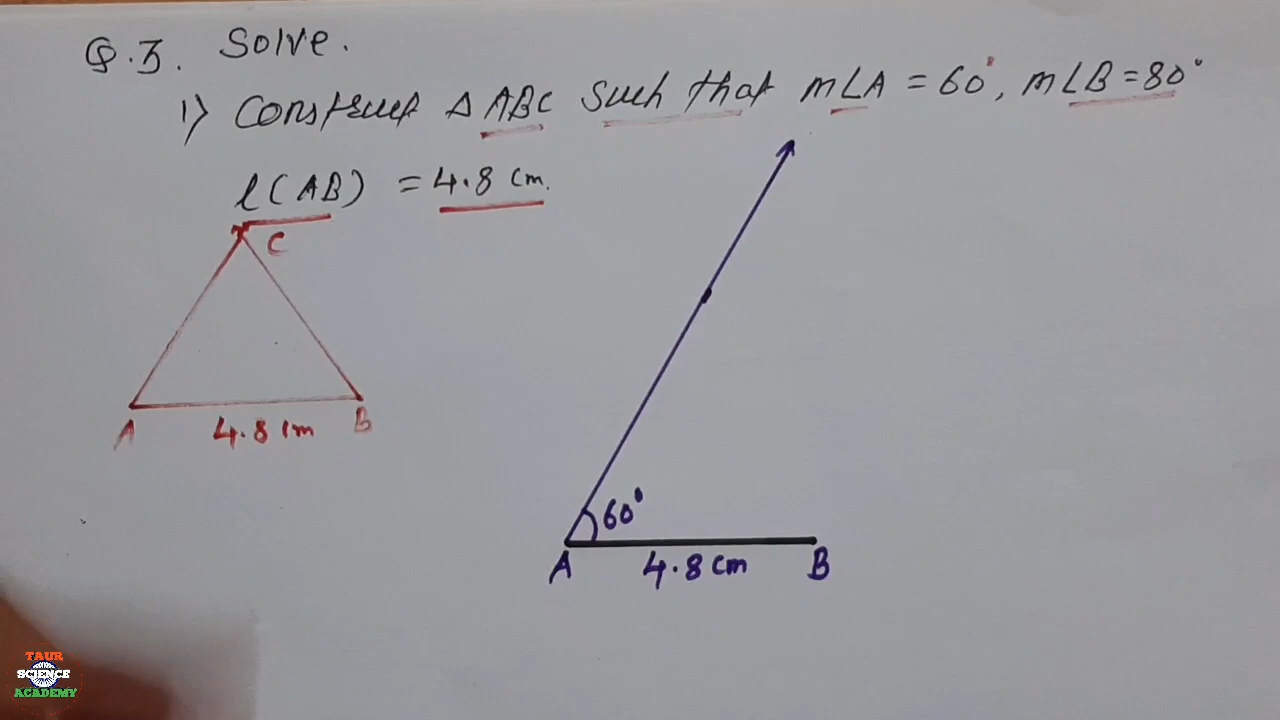 Q.3. Solve.
1) Construct △ ABC such that m∠A = 60°, m∠B = 80°
l(AB) = 4.8 cm.
C
A 4.8 cm B
60°
A 4.8 cm B
TAUR
SCIENCE
ACADEMY